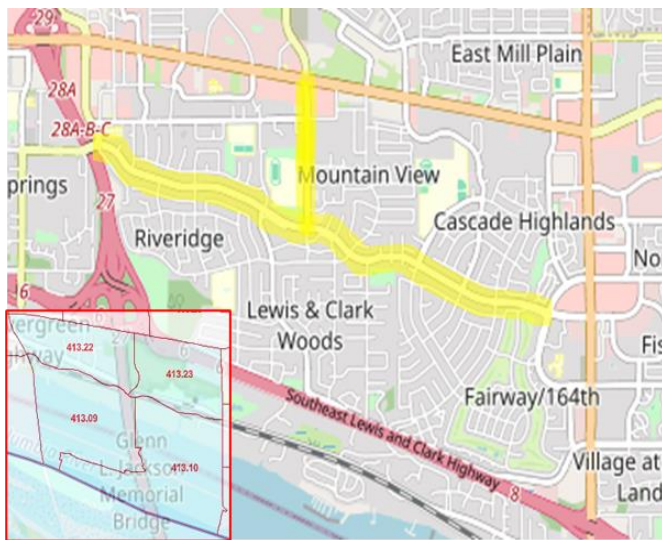 29
East Mill Plain
28A
28A-B-C
prings
Mountain View
27
Cascade Highlands
Riveridge
No
6
Lewis & Clark
Woods
ergreen
ghway
413.22
413.23
Fis
Fairway/164th
413.09
Southeast Lewis and Clark Highway
Glenn
L. Jackson
Memorial
Bridge
413.10
8
Village at
Land